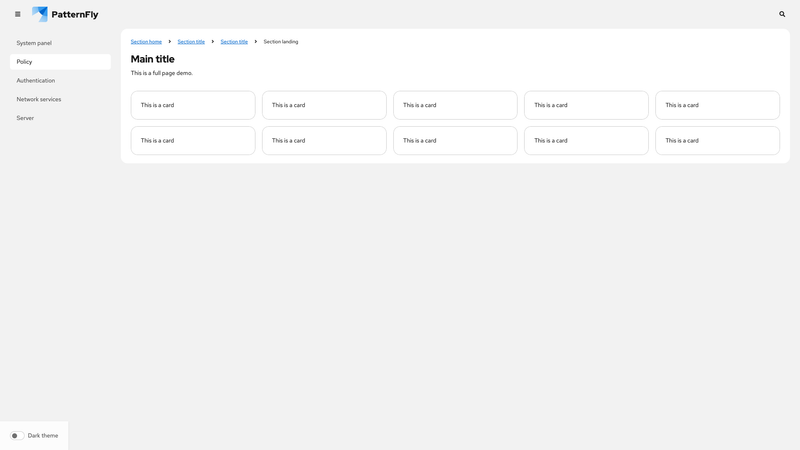 PatternFly
System panel
Policy
Authentication
Network services
Server
Section home
Section title
Section title
Section landing
Main title
This is a full page demo.
This is a card
This is a card
This is a card
This is a card
This is a card
This is a card
This is a card
This is a card
This is a card
This is a card
Dark theme